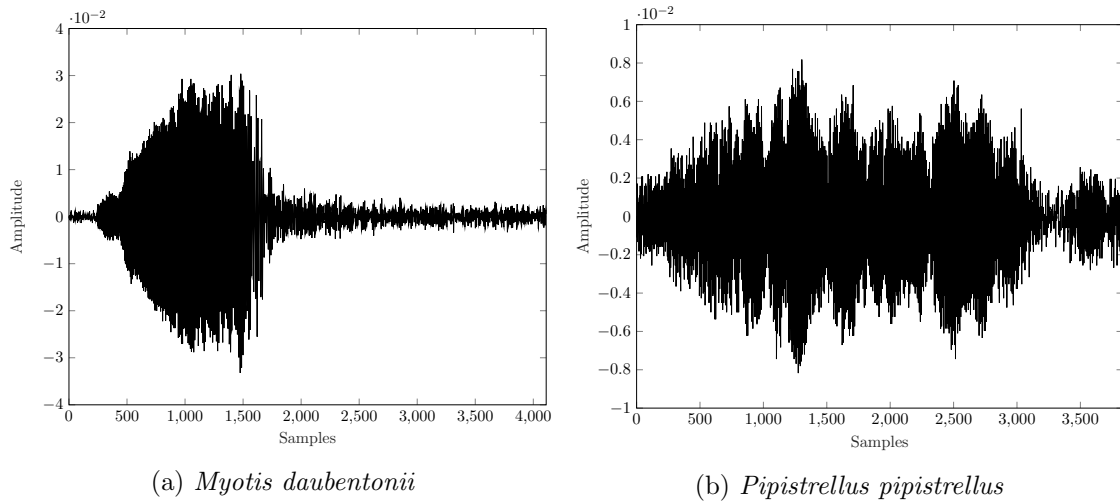 ·10−2
4
3
2
1
0
−1
−2
−3
−4
Amplitude
0 500 1,000 1,500 2,000 2,500 3,000 3,500 4,000
Samples
(a) Myotis daubentonii
·10−2
1
0.8
0.6
0.4
0.2
0
−0.2
−0.4
−0.6
−0.8
−1
Amplitude
0 500 1,000 1,500 2,000 2,500 3,000 3,500
Samples
(b) Pipistrellus pipistrellus